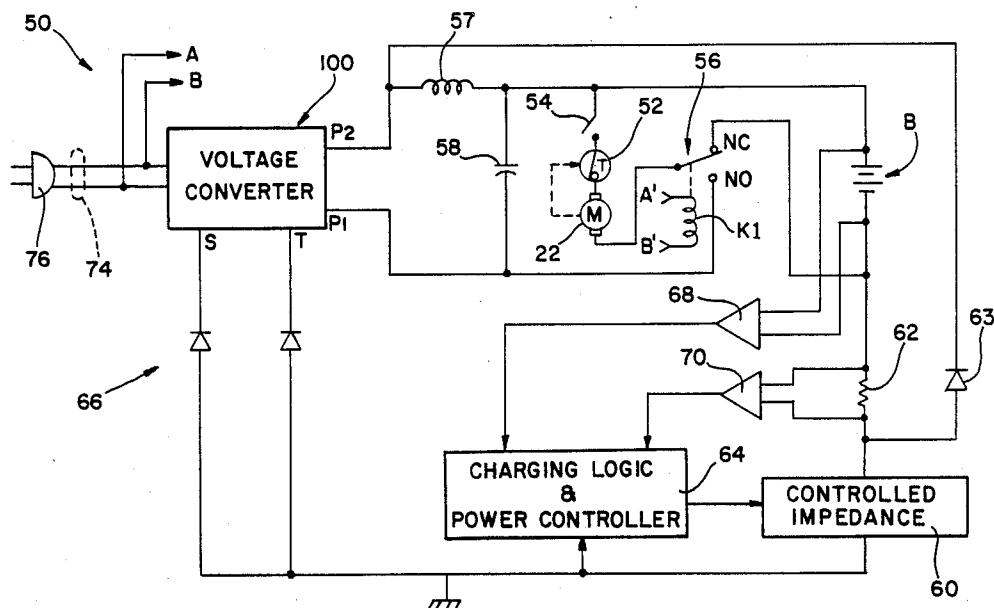 50
A
B
57
100
P2
54
52
56
NC
B
VOLTAGE
CONVERTER
58
T
NO
A'
M
K1
P1
B'
76
74
S
T
22
68
62
63
70
66
CHARGING LOGIC
&
POWER CONTROLLER
64
CONTROLLED
IMPEDANCE
60